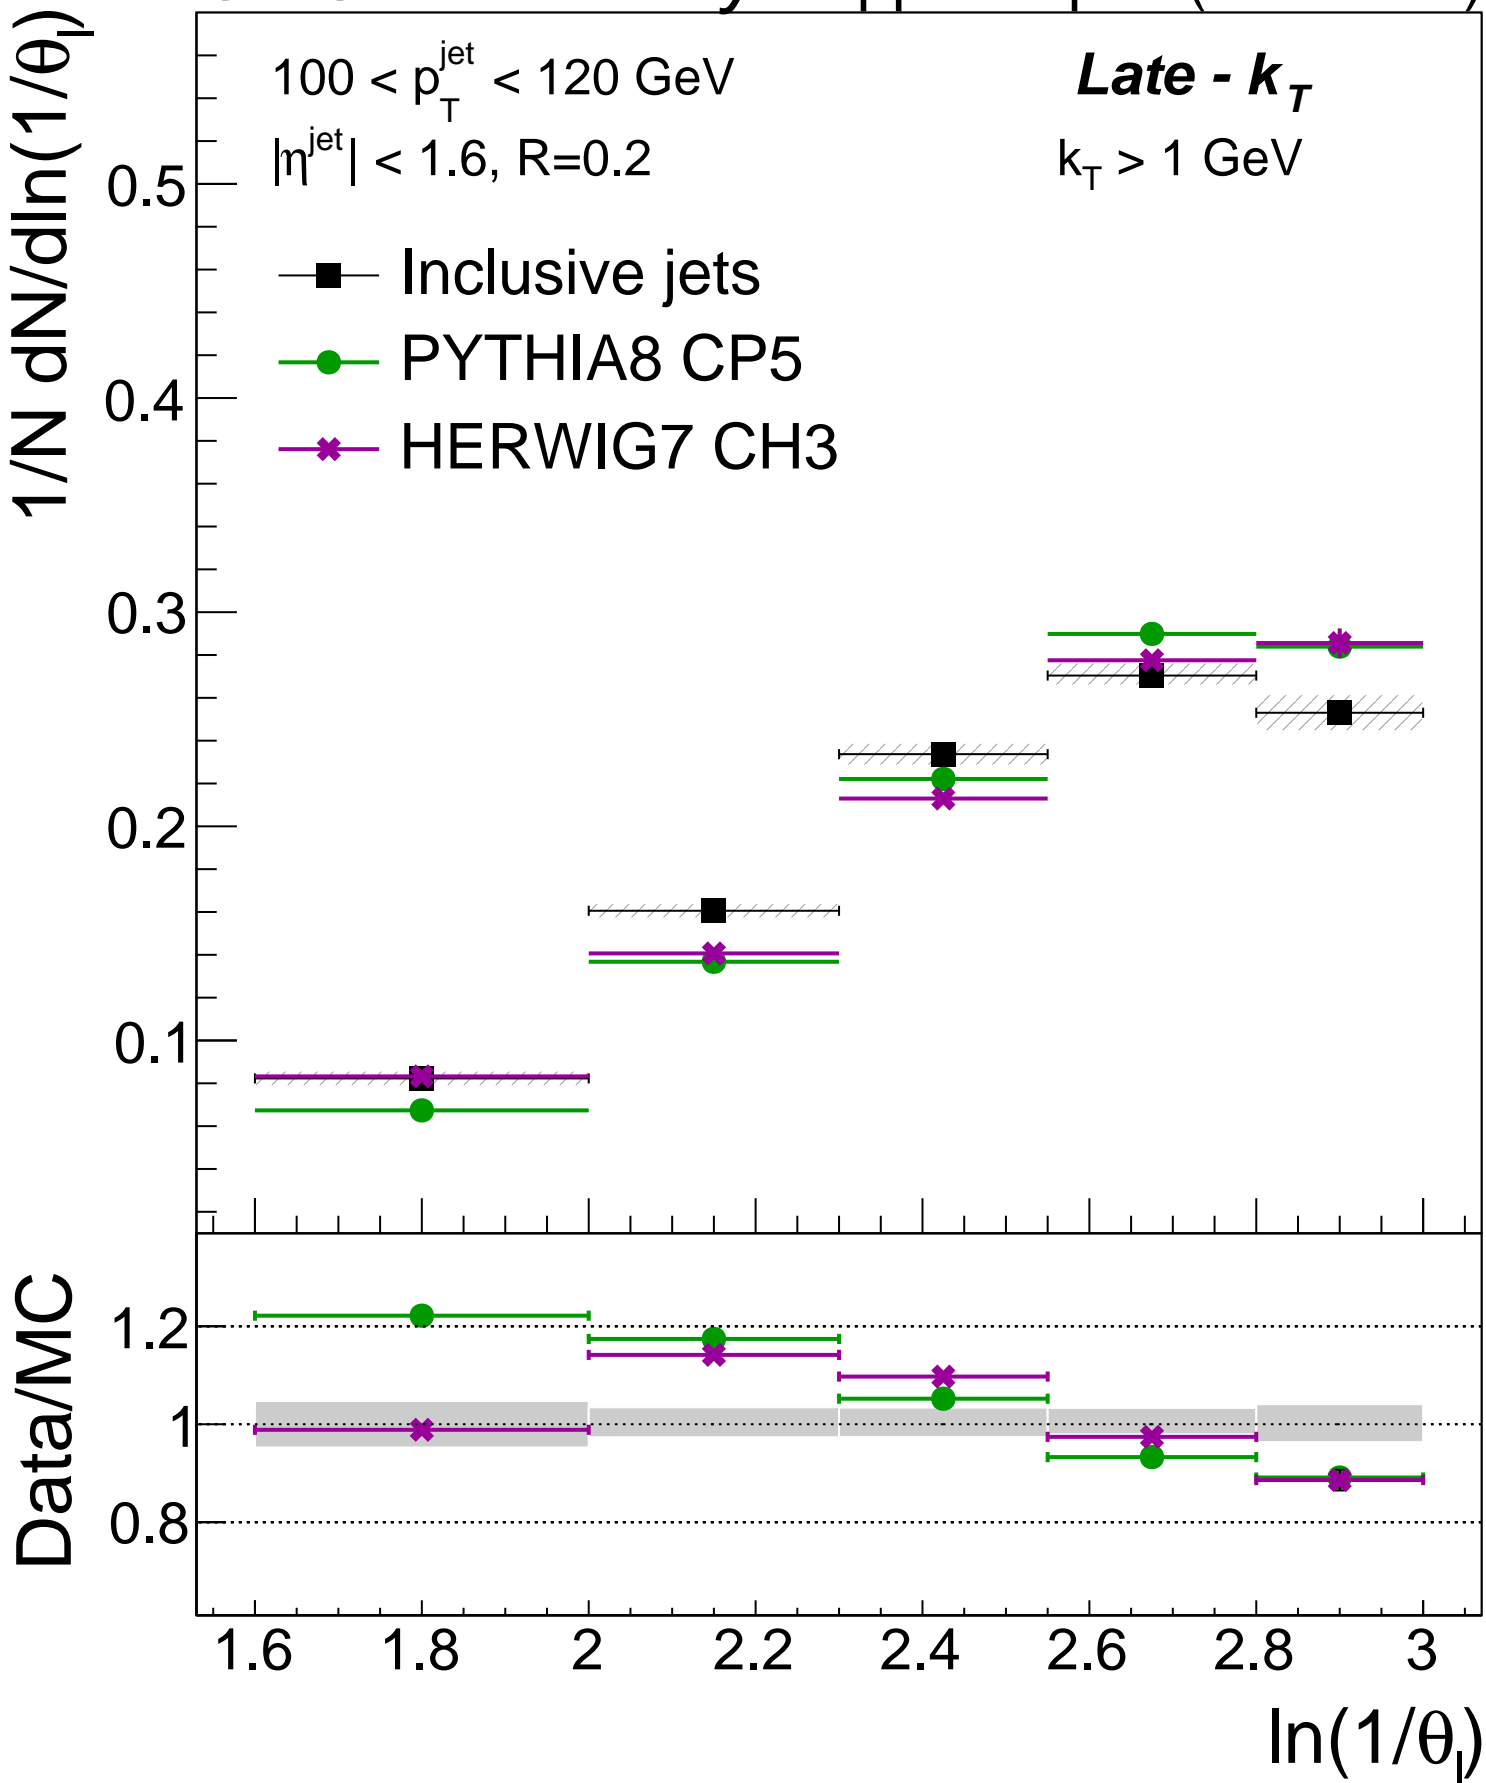 1/N dN/dln(1/θ_l)
100 < p_T^jet < 120 GeV
|η^jet| < 1.6, R=0.2
Late - k_T
k_T > 1 GeV
Inclusive jets
PYTHIA8 CP5
HERWIG7 CH3
0.5
0.4
0.3
0.2
0.1
Data/MC
1.2
1
0.8
1.6 1.8 2 2.2 2.4 2.6 2.8 3
ln(1/θ_l)